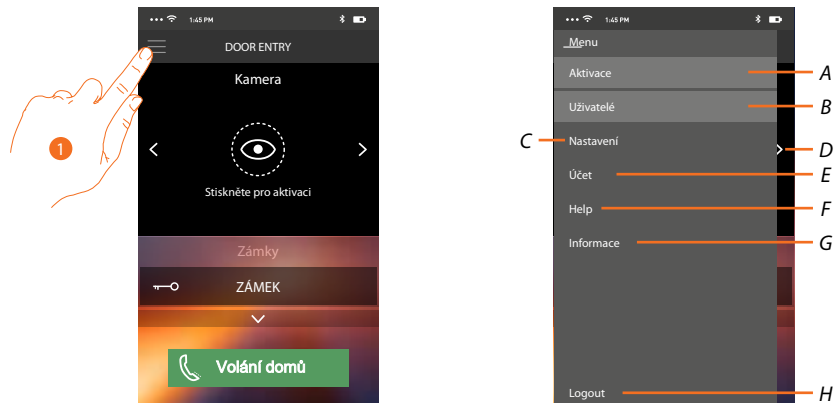 1:45 PM
DOOR ENTRY
Kamera
1
Stiskněte pro aktivaci
Zámky
ZÁMEK
Volání domů
1:45 PM
Menu
Aktivace
A
Uživatelé
B
C
Nastavení
D
Účet
E
Help
F
Informace
G
Logout
H